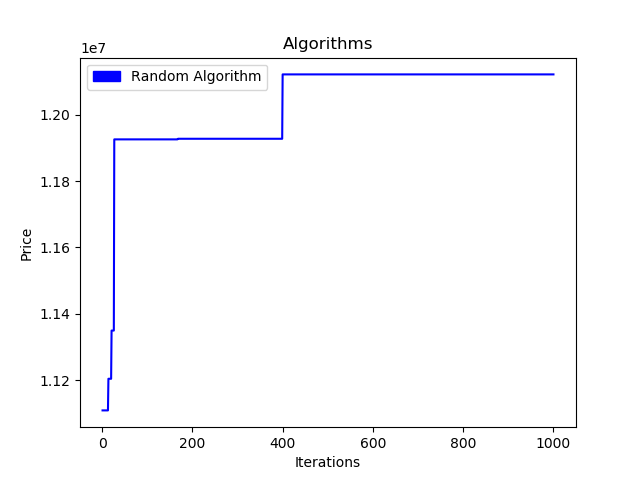 Algorithms
1e7
Random Algorithm
1.20
1.18
1.16
1.14
1.12
Price
0 200 400 600 800 1000
Iterations